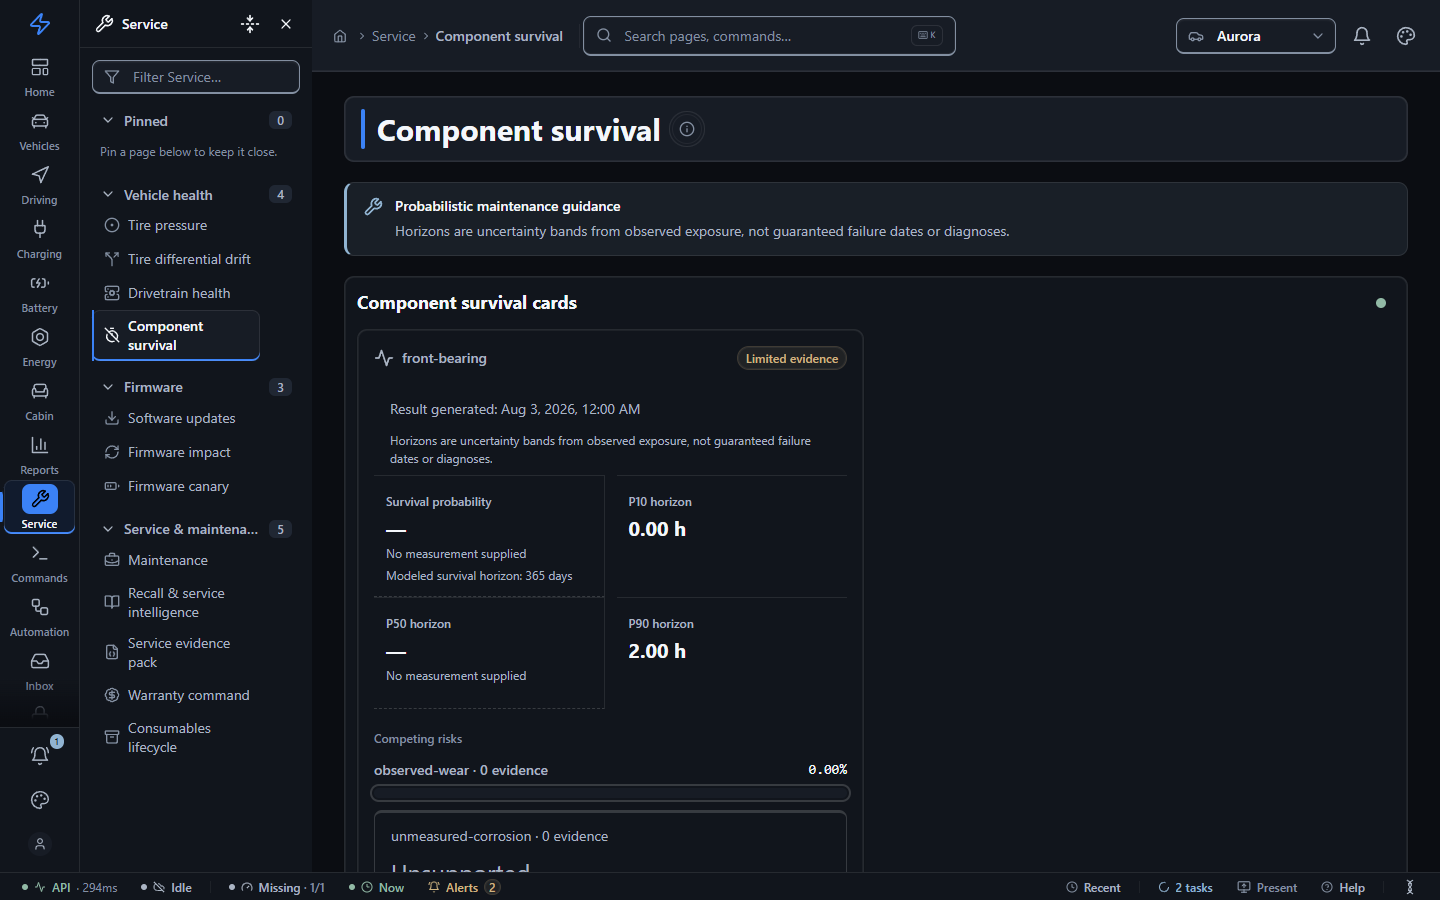 Home
Vehicles
Driving
Charging
Battery
Energy
Cabin
Reports
Service
Commands
Automation
Inbox
1
Service
Filter Service...
Pinned
0
Pin a page below to keep it close.
Vehicle health
4
Tire pressure
Tire differential drift
Drivetrain health
Component
survival
Firmware
3
Software updates
Firmware impact
Firmware canary
Service & maintena...
5
Maintenance
Recall & service
intelligence
Service evidence
pack
Warranty command
Consumables
lifecycle
Service
Component survival
Search pages, commands...
K
Aurora
Component survival
Probabilistic maintenance guidance
Horizons are uncertainty bands from observed exposure, not guaranteed failure dates or diagnoses.
Component survival cards
front-bearing
Limited evidence
Result generated: Aug 3, 2026, 12:00 AM
Horizons are uncertainty bands from observed exposure, not guaranteed failure
dates or diagnoses.
Survival probability
—
No measurement supplied
Modeled survival horizon: 365 days
P10 horizon
0.00 h
P50 horizon
—
No measurement supplied
P90 horizon
2.00 h
Competing risks
observed-wear · 0 evidence
0.00%
unmeasured-corrosion · 0 evidence
Unsupported
API · 294ms
Idle
Missing · 1/1
Now
Alerts 2
Recent
2 tasks
Present
Help